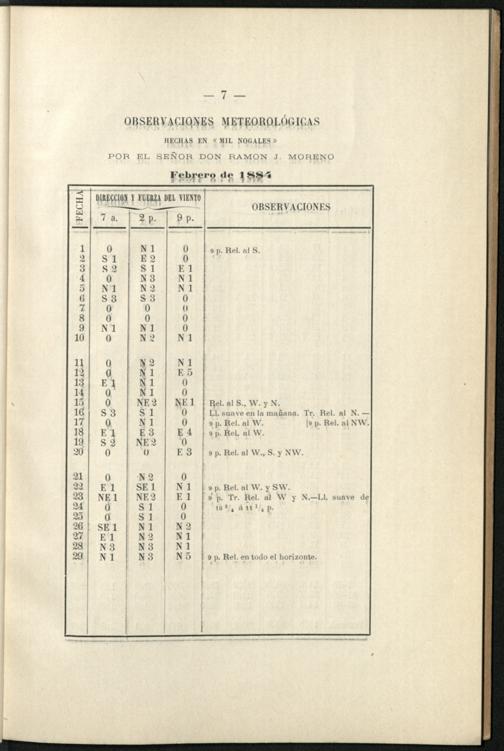 — 7 —
OBSERVACIONES METEOROLÓGICAS
HECHAS EN « MIL NOGALES »
POR EL SEÑOR DON RAMON J. MORENO
Febrero de 1884
FECHA DIRECCION Y FUERZA DEL VIENTO OBSERVACIONES
7 a. 2 p. 9 p.
1 0 N 1 0 9 p. Rel. al S.
2 S 1 E 2 0
3 S 2 S 1 E 1
4 0 N 3 N 1
5 N 1 N 2 N 1
6 S 3 S 3 0
7 0 0 0
8 0 0 0
9 N 1 N 1 0
10 0 N 2 N 1
11 0 N 2 N 1
12 0 N 1 E 5
13 E 1 N 1 0
14 0 N 1 0
15 0 NE 2 NE 1 Rel. al S., W. y N.
16 S 3 S 1 0 Ll. suave en la mañana. Tr. Rel. al N. —
17 0 N 1 0 9 p. Rel. al W. [9 p. Rel. al NW.
18 E 1 E 3 E 4 9 p. Rel. al W.
19 S 2 NE 2 0
20 0 0 E 3 9 p. Rel. al W., S. y NW.
21 0 N 2 0
22 E 1 SE 1 N 1 9 p. Rel. al W. y SW.
23 NE 1 NE 2 E 1 9 p. Tr. Rel. al W y N.—Ll. suave de
24 0 S 1 0 10 ³/₄ á 11 ¹/₄ p.
25 0 S 1 0
26 SE 1 N 1 N 2
27 E 1 N 2 N 1
28 N 3 N 3 N 1
29 N 1 N 3 N 5 9 p. Rel. en todo el horizonte.